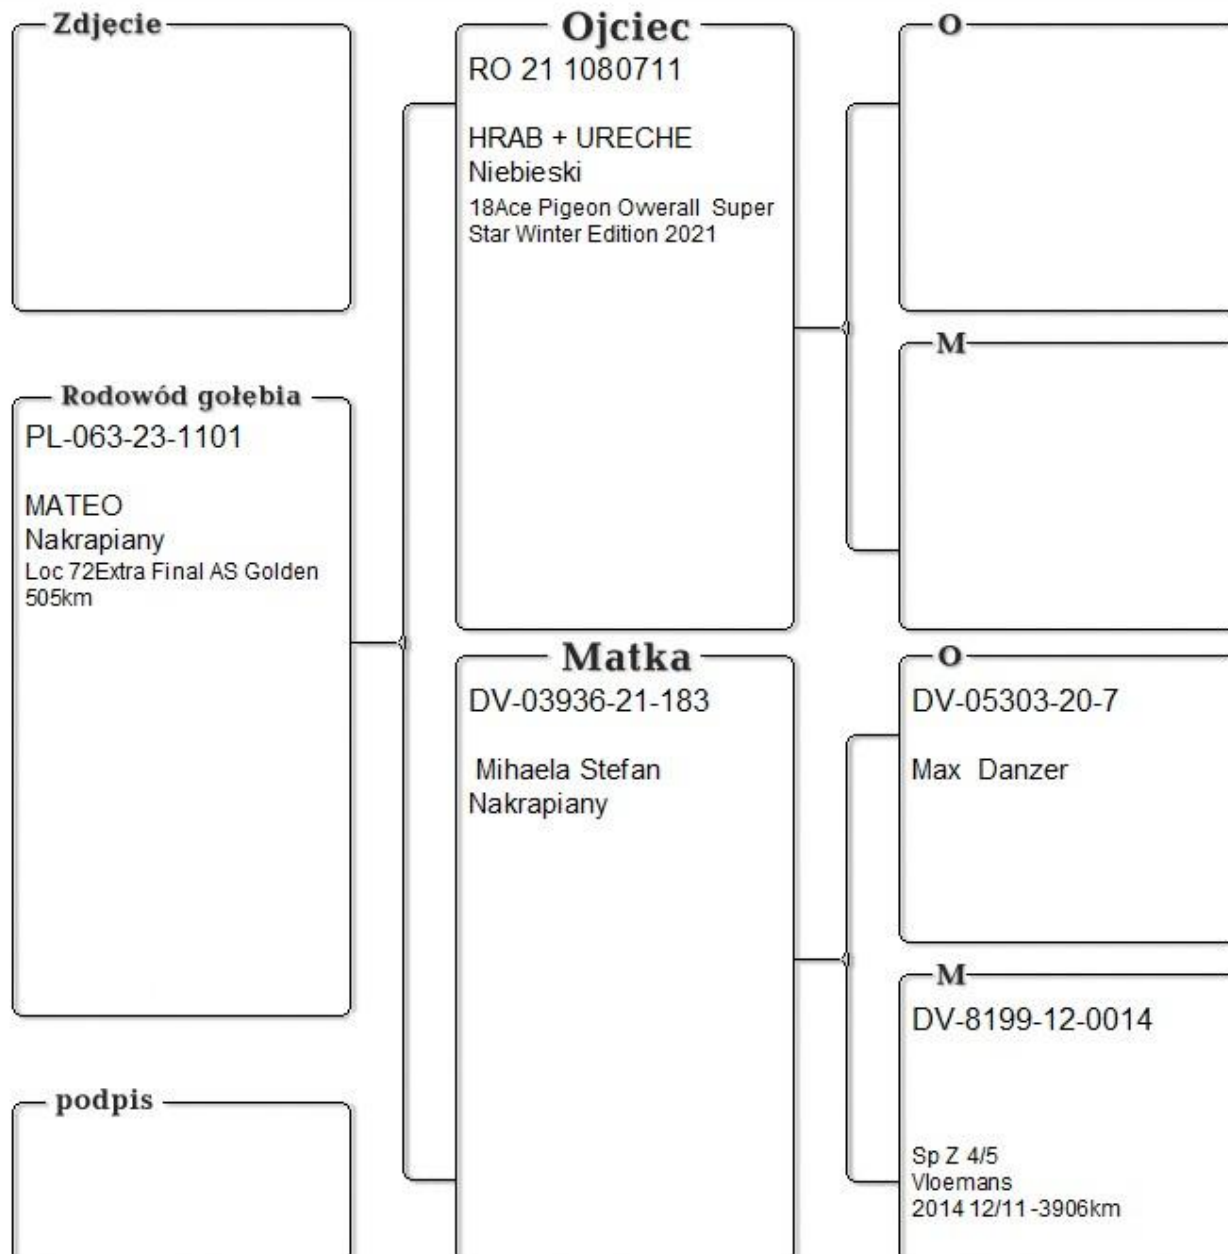 Zdjęcie
Rodowód gołębia
PL-063-23-1101
MATEO
Nakrapiany
Loc 72Extra Final AS Golden
505km
podpis
Ojciec
RO 21 1080711
HRAB + URECHE
Niebieski
18Ace Pigeon Owerall Super
Star Winter Edition 2021
Matka
DV-03936-21-183
Mihaela Stefan
Nakrapiany
O
M
O
DV-05303-20-7
Max Danzer
M
DV-8199-12-0014
Sp Z 4/5
Vloemans
2014 12/11 -3906km